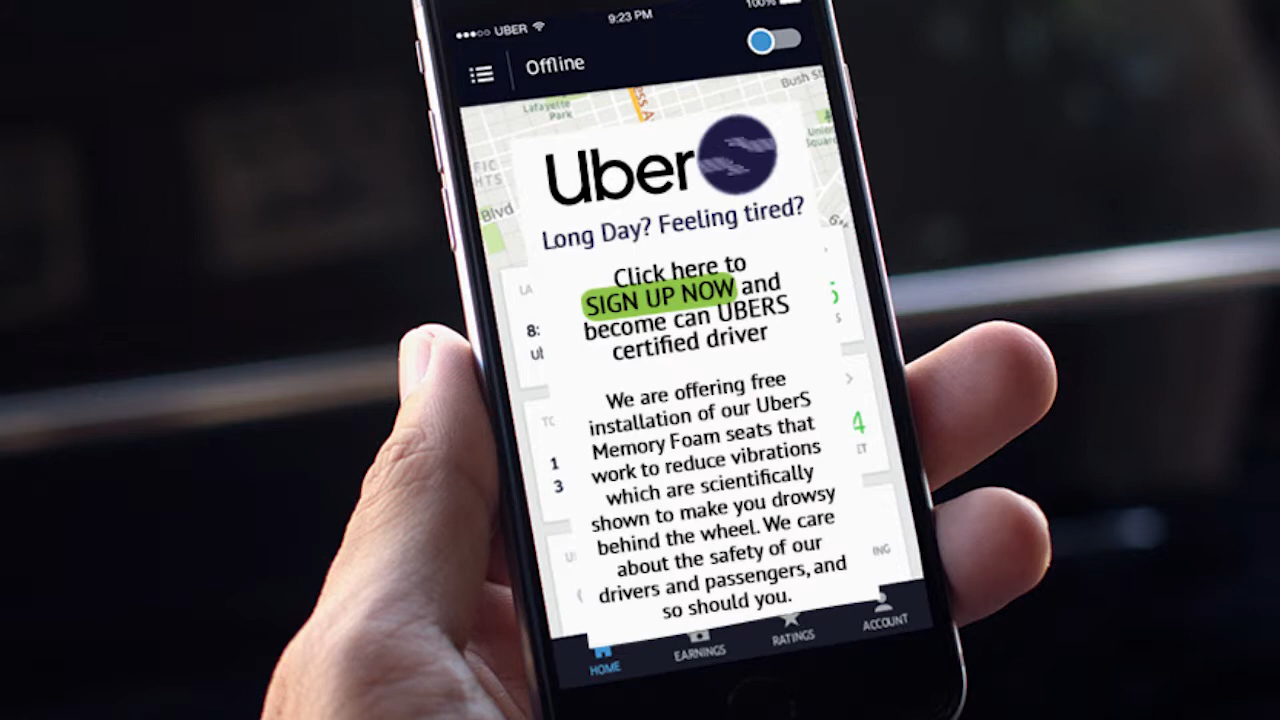 UBER 9:23 PM 100%
Offline
Lafayette
Park
Bush St
Union
Square
Blvd
Uber
Long Day? Feeling tired?
Click here to
SIGN UP NOW and
become can UBERS
certified driver
We are offering free
installation of our UberS
Memory Foam seats that
work to reduce vibrations
which are scientifically
shown to make you drowsy
behind the wheel. We care
about the safety of our
drivers and passengers, and
so should you.
HOME EARNINGS RATINGS ACCOUNT